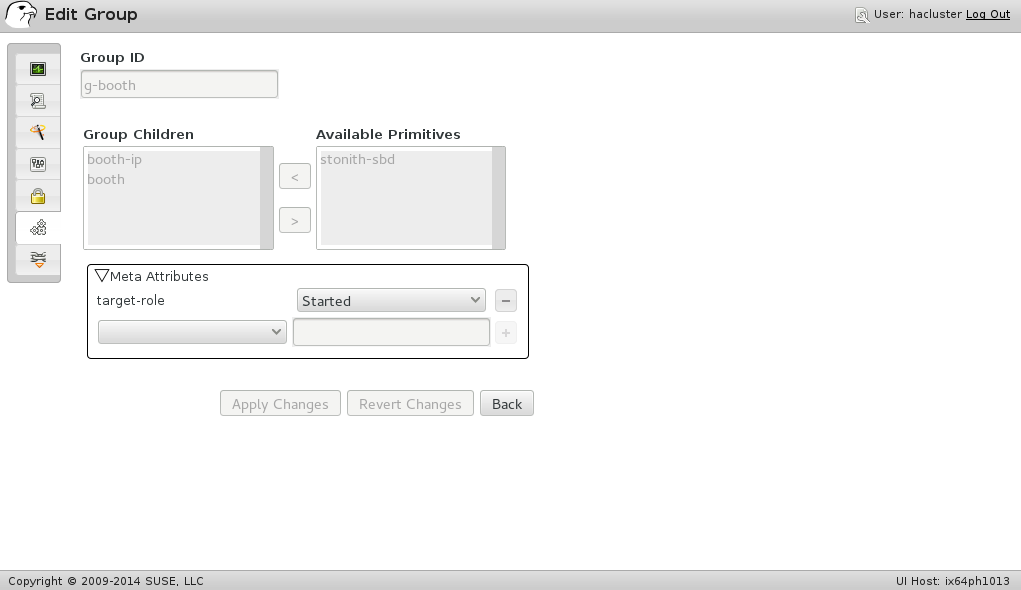 Edit Group
User: hacluster Log Out
Group ID
g-booth
Group Children
Available Primitives
booth-ip
booth
<
>
stonith-sbd
Meta Attributes
target-role
Started
−
+
Apply Changes
Revert Changes
Back
Copyright © 2009-2014 SUSE, LLC
UI Host: ix64ph1013